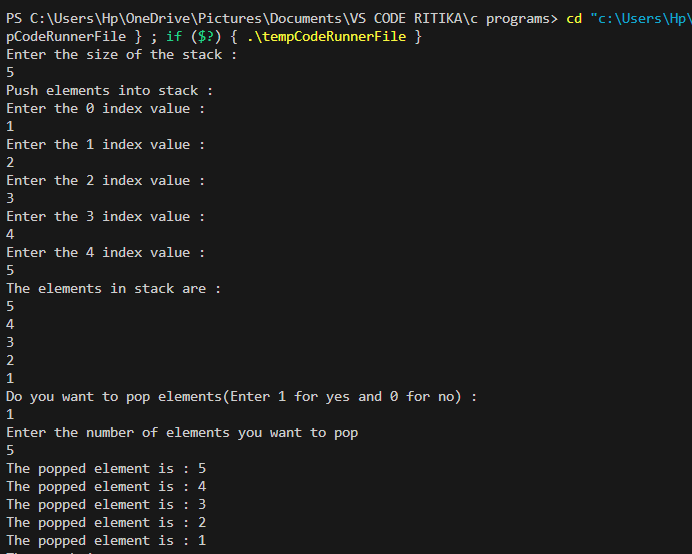 PS C:\Users\Hp\OneDrive\Pictures\Documents\VS CODE RITIKA\c programs> cd "c:\Users\Hp\
pCodeRunnerFile } ; if ($?) { .\tempCodeRunnerFile }
Enter the size of the stack :
5
Push elements into stack :
Enter the 0 index value :
1
Enter the 1 index value :
2
Enter the 2 index value :
3
Enter the 3 index value :
4
Enter the 4 index value :
5
The elements in stack are :
5
4
3
2
1
Do you want to pop elements(Enter 1 for yes and 0 for no) :
1
Enter the number of elements you want to pop
5
The popped element is : 5
The popped element is : 4
The popped element is : 3
The popped element is : 2
The popped element is : 1